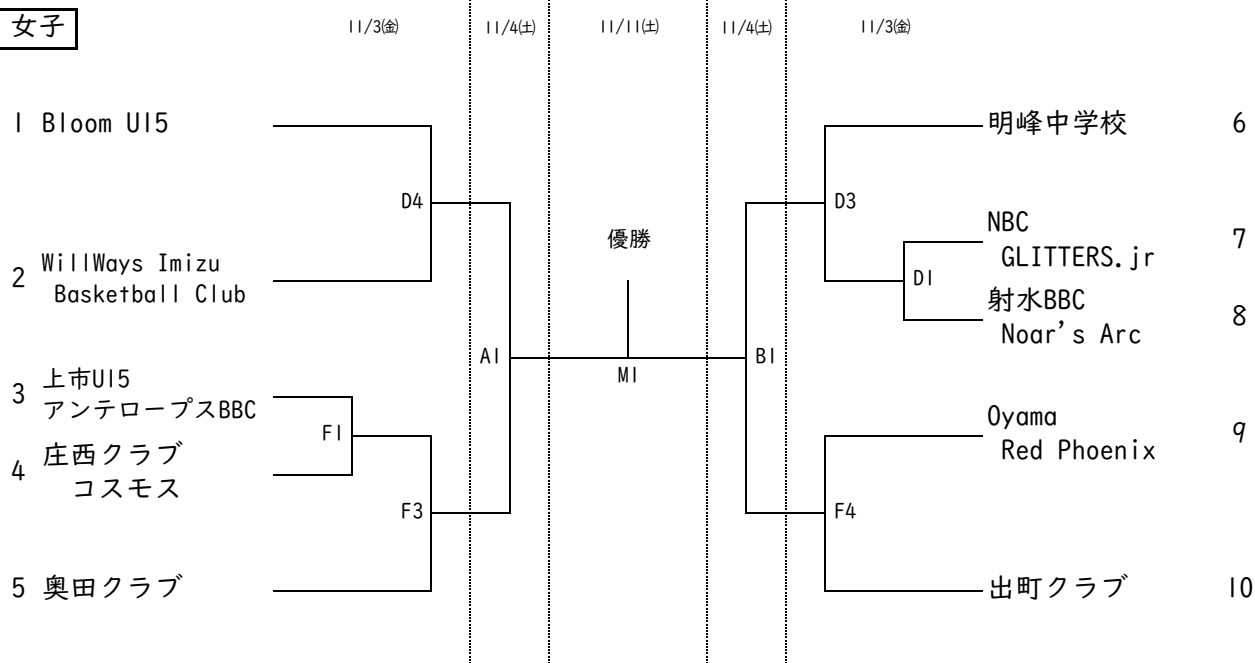 女子
11/3㈮
11/4㈯
11/11㈯
11/4㈯
11/3㈮
1 Bloom U15
D4
2 WillWays Imizu
Basketball Club
A1
3 上市U15
アンテロープスBBC
F1
4 庄西クラブ
コスモス
F3
5 奥田クラブ
優勝
M1
明峰中学校 6
D3
NBC
GLITTERS.jr 7
D1
射水BBC
Noar's Arc 8
B1
Oyama
Red Phoenix 9
F4
出町クラブ 10